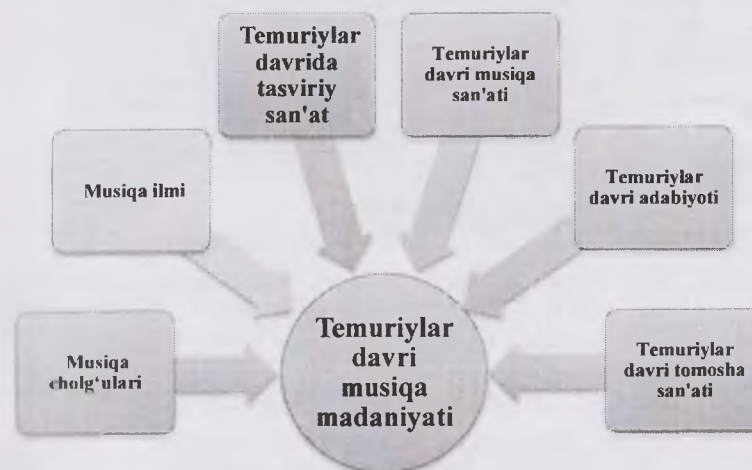 Temuriylar
davrida
tasviriy
san'at
Temuriylar
davri musiqa
san'ati
Musiqa ilmi
Temuriylar
davri adabiyoti
Musiqa
cholg‘ulari
Temuriylar
davri
musiqa
madaniyati
Temuriylar
davri tomosha
san'ati